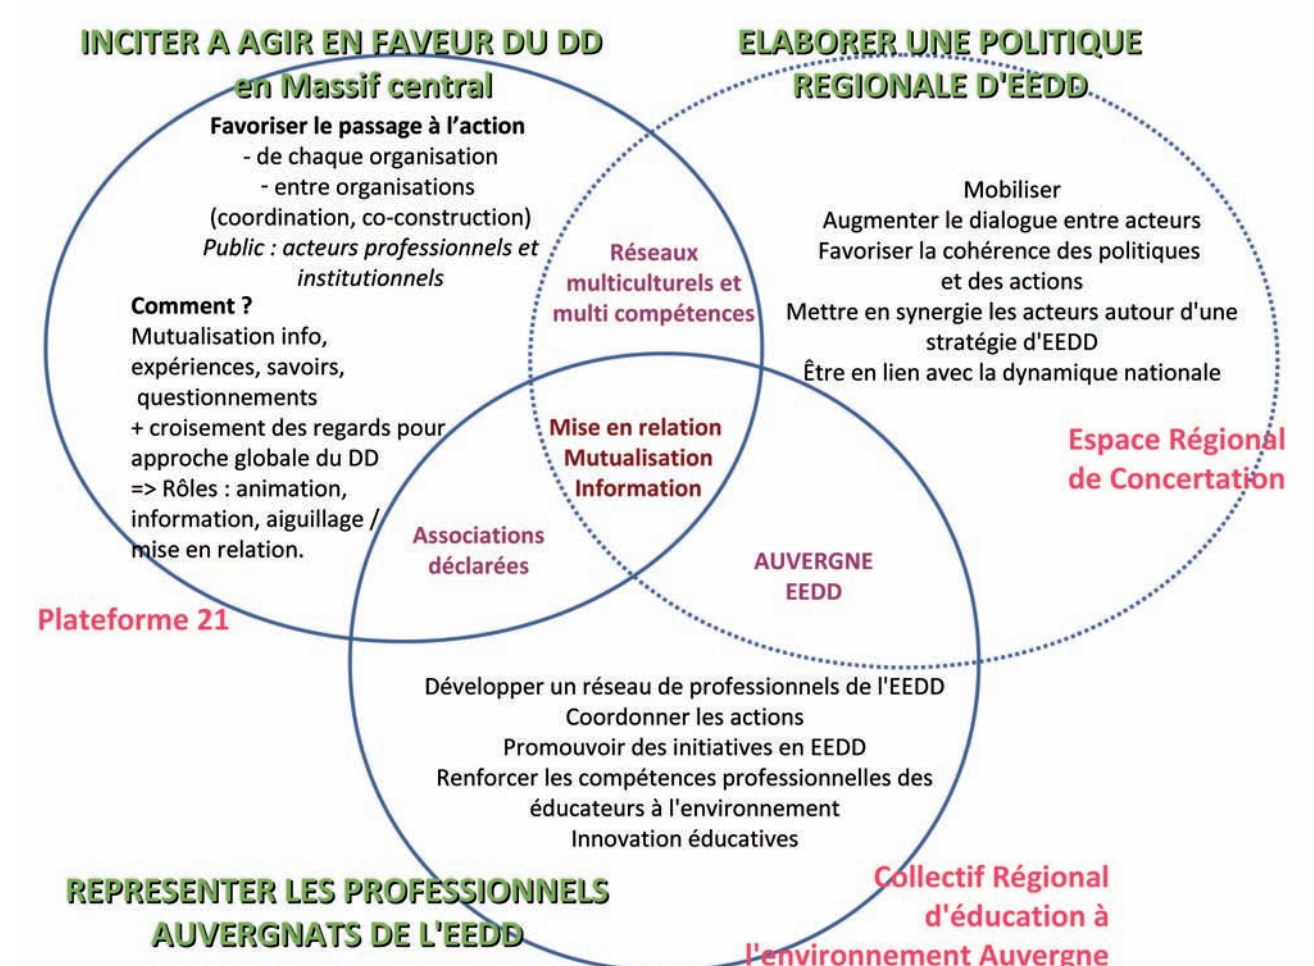 INCITER A AGIR EN FAVEUR DU DD
en Massif central
Favoriser le passage à l'action
- de chaque organisation
- entre organisations
(coordination, co-construction)
Public : acteurs professionnels et
institutionnels
Comment ?
Mutualisation info,
expériences, savoirs,
questionnements
+ croisement des regards pour
approche globale du DD
=> Rôles : animation,
information, aiguillage /
mise en relation.
Plateforme 21
ELABORER UNE POLITIQUE
REGIONALE D'EEDD
Mobiliser
Augmenter le dialogue entre acteurs
Favoriser la cohérence des politiques
et des actions
Mettre en synergie les acteurs autour d'une
stratégie d'EEDD
Être en lien avec la dynamique nationale
Espace Régional
de Concertation
Réseaux
multiculturels et
multi compétences
Mise en relation
Mutualisation
Information
Associations
déclarées
AUVERGNE
EEDD
Développer un réseau de professionnels de l'EEDD
Coordonner les actions
Promouvoir des initiatives en EEDD
Renforcer les compétences professionnelles des
éducateurs à l'environnement
Innovation éducatives
REPRESENTER LES PROFESSIONNELS
AUVERGNATS DE L'EEDD
Collectif Régional
d'éducation à
l'environnement Auvergne